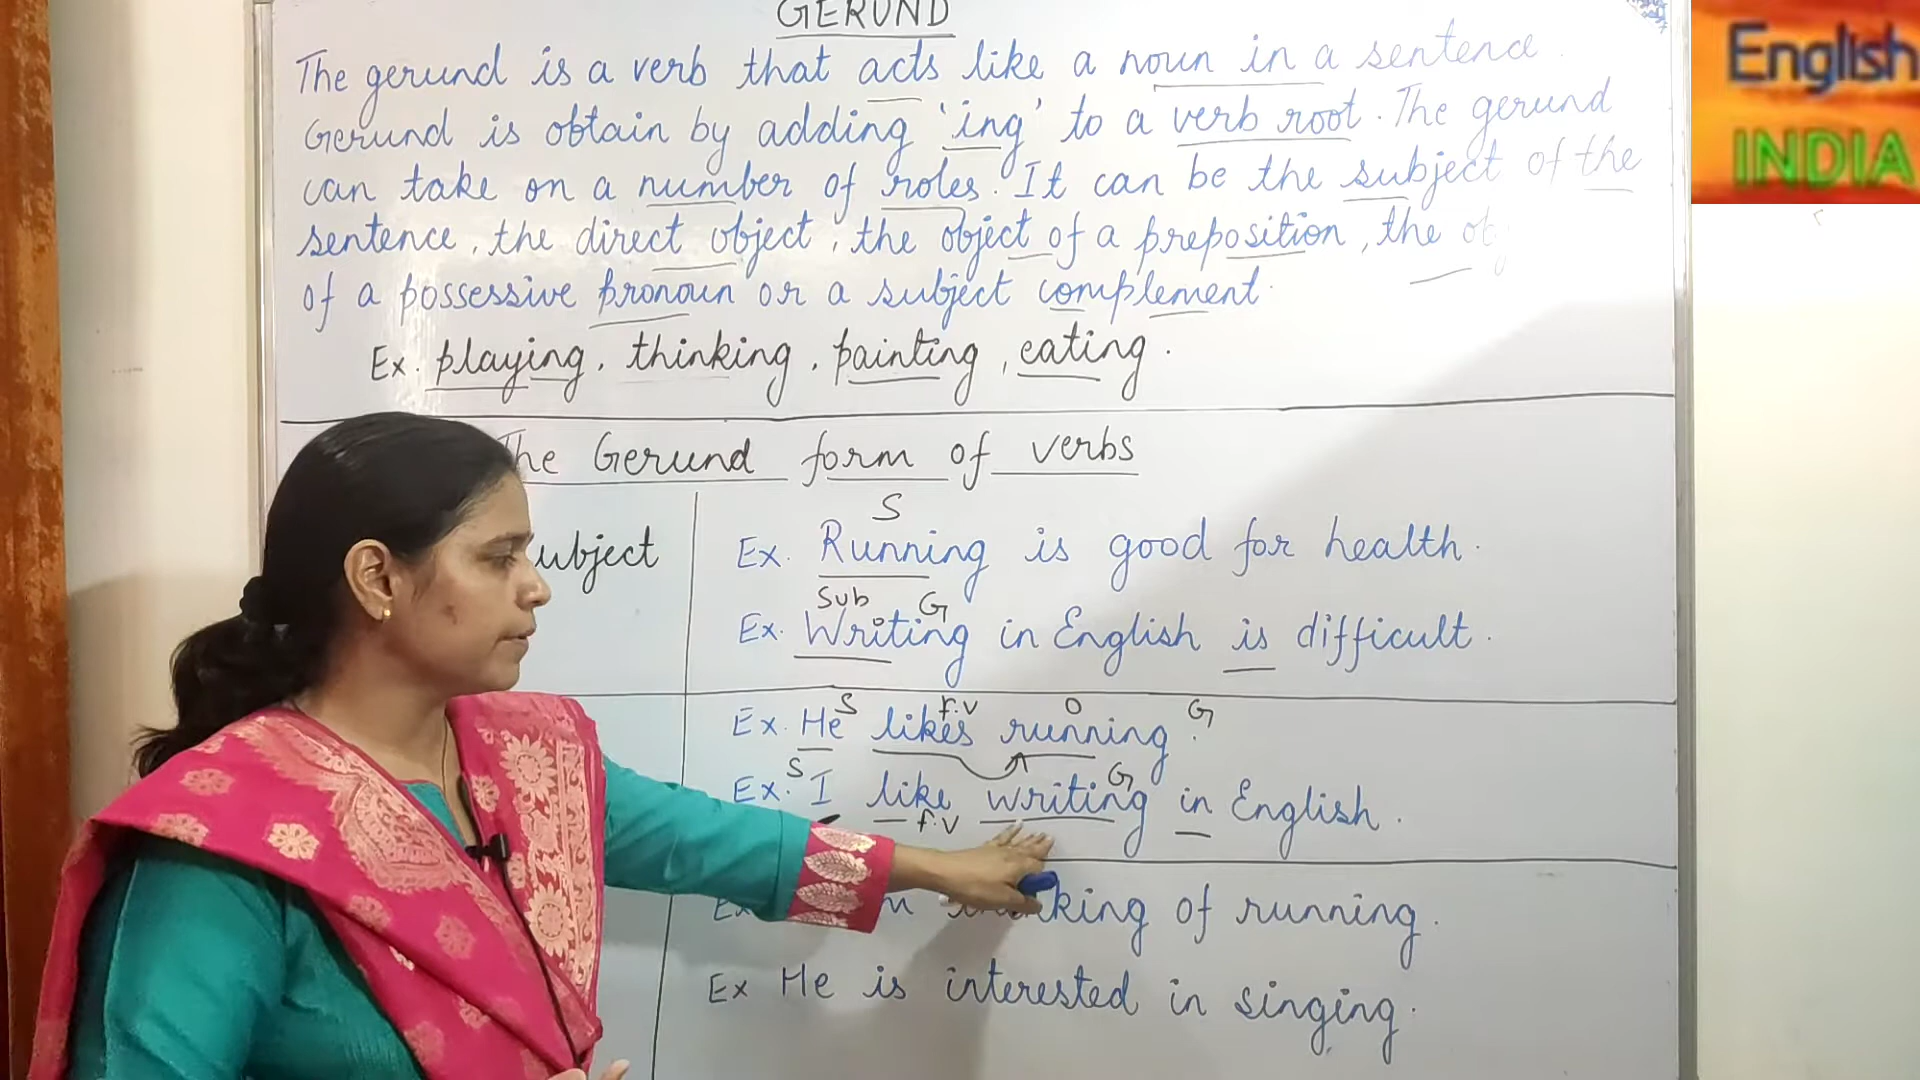 GERUND
The gerund is a verb that acts like a noun in a sentence.
Gerund is obtain by adding 'ing' to a verb root. The gerund
can take on a number of roles. It can be the subject of the
sentence, the direct object, the object of a preposition, the
of a possessive pronoun or a subject complement.
Ex. playing, thinking, painting, eating.
The Gerund form of verbs
S
ubject
Ex. Running is good for health.
Sub G
Ex. Writing in English is difficult.
S F.V O G
Ex. He likes running.
S G
Ex. I like writing in English.
F.V
king of running.
Ex He is interested in singing.
English
INDIA